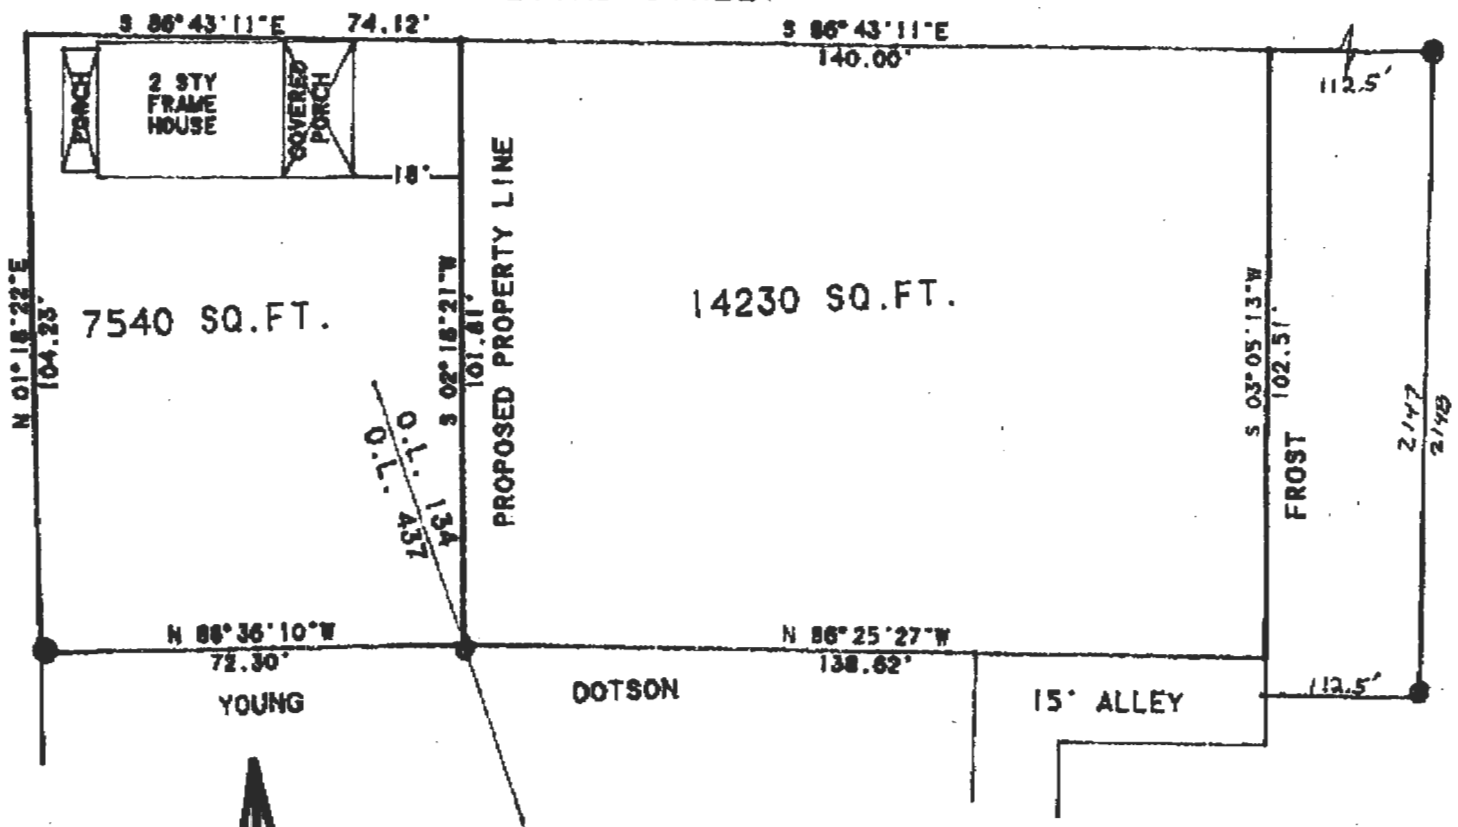 S 86°43'11"E 74.12'
S 86°43'11"E
140.00'
112.5'
PORCH
2 STY
FRAME
HOUSE
COVERED
PORCH
18'
PROPOSED PROPERTY LINE
N 01°18'22"E
104.23'
7540 SQ.FT.
S 02°18'21"W
101.81'
14230 SQ.FT.
S 03°05'13"W
102.51'
2147
2148
FROST
O.L. 134
O.L. 437
N 88°36'10"W
72.30'
YOUNG
N 86°25'27"W
138.62'
DOTSON
15' ALLEY
112.5'